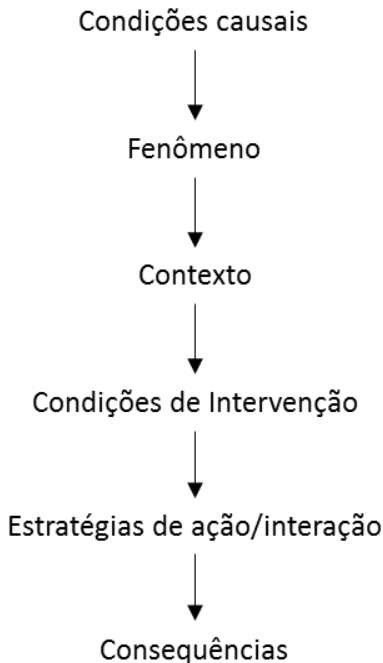 Condições causais
Fenômeno
Contexto
Condições de Intervenção
Estratégias de ação/interação
Consequências